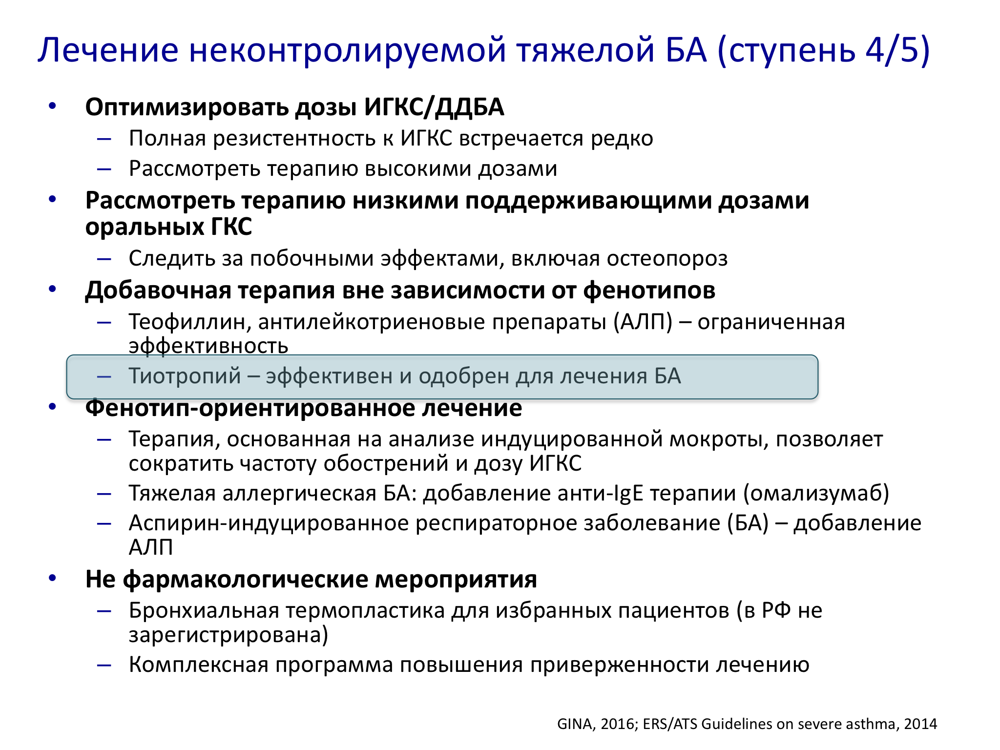 Лечение неконтролируемой тяжелой БА (ступень 4/5)
• Оптимизировать дозы ИГКС/ДДБА
– Полная резистентность к ИГКС встречается редко
– Рассмотреть терапию высокими дозами
• Рассмотреть терапию низкими поддерживающими дозами
оральных ГКС
– Следить за побочными эффектами, включая остеопороз
• Добавочная терапия вне зависимости от фенотипов
– Теофиллин, антилейкотриеновые препараты (АЛП) – ограниченная
эффективность
– Тиотропий – эффективен и одобрен для лечения БА
• Фенотип-ориентированное лечение
– Терапия, основанная на анализе индуцированной мокроты, позволяет
сократить частоту обострений и дозу ИГКС
– Тяжелая аллергическая БА: добавление анти-IgE терапии (омализумаб)
– Аспирин-индуцированное респираторное заболевание (БА) – добавление
АЛП
• Не фармакологические мероприятия
– Бронхиальная термопластика для избранных пациентов (в РФ не
зарегистрирована)
– Комплексная программа повышения приверженности лечению
GINA, 2016; ERS/ATS Guidelines on severe asthma, 2014